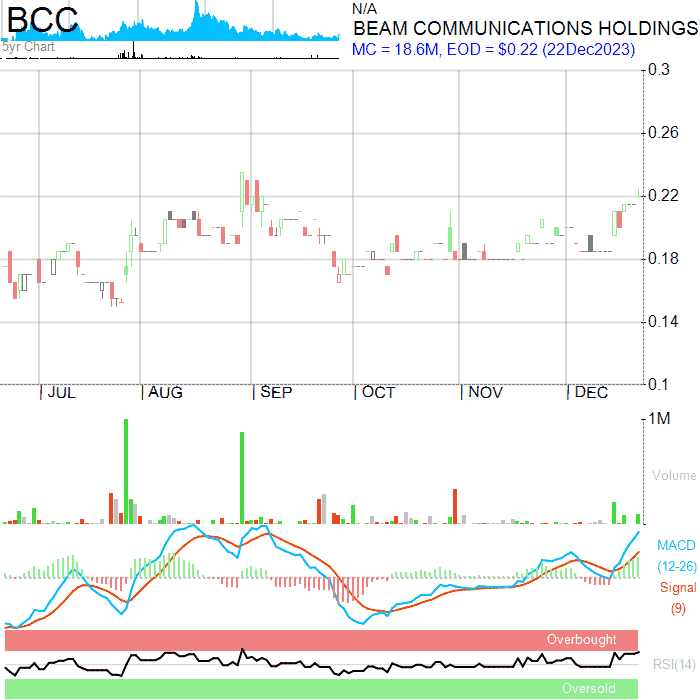 BCC
5yr Chart
N/A
BEAM COMMUNICATIONS HOLDINGS
MC = 18.6M, EOD = $0.22 (22Dec2023)
0.3
0.26
0.22
0.18
0.14
0.1
JUL AUG SEP OCT NOV DEC
1M
Volume
MACD
(12-26)
Signal
(9)
Overbought
RSI(14)
Oversold